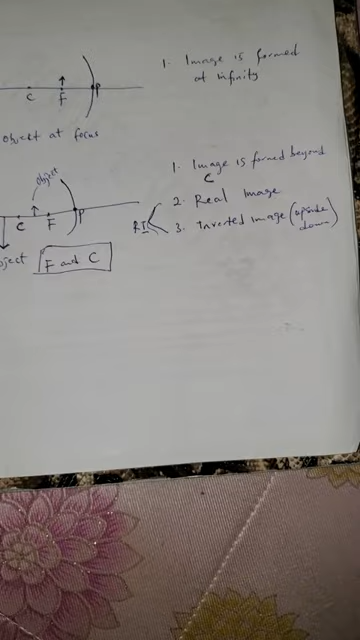 1. Image is formed
at infinity
C F P
object at focus
1. Image is formed beyond
C
object
2. Real Image
C F P
RI
3. Inverted image (upside
down)
F and C